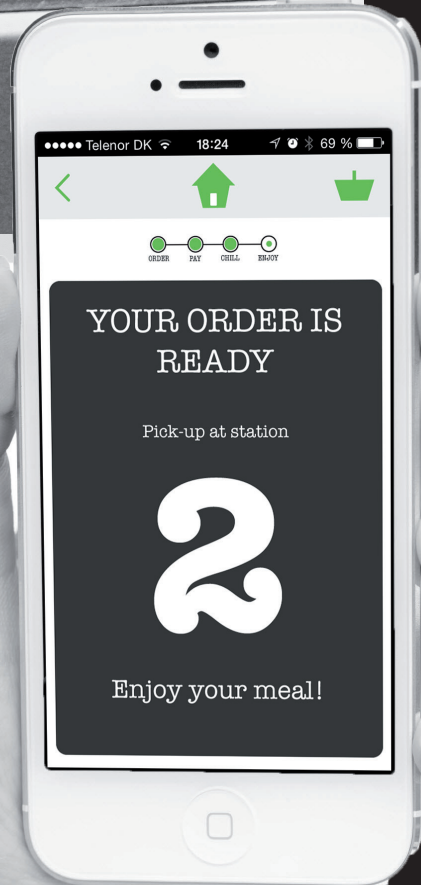 Telenor DK 18:24 69 %
ORDER PAY CHILL ENJOY
YOUR ORDER IS
READY
Pick-up at station
2
Enjoy your meal!